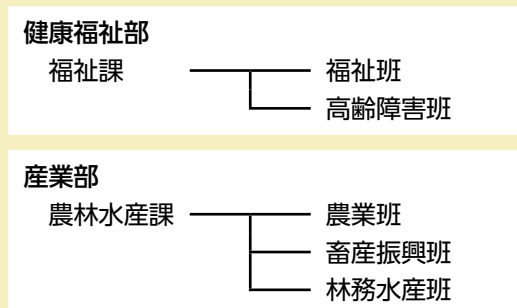 健康福祉部
福祉課 福祉班
高齢障害班
産業部
農林水産課 農業班
畜産振興班
林務水産班